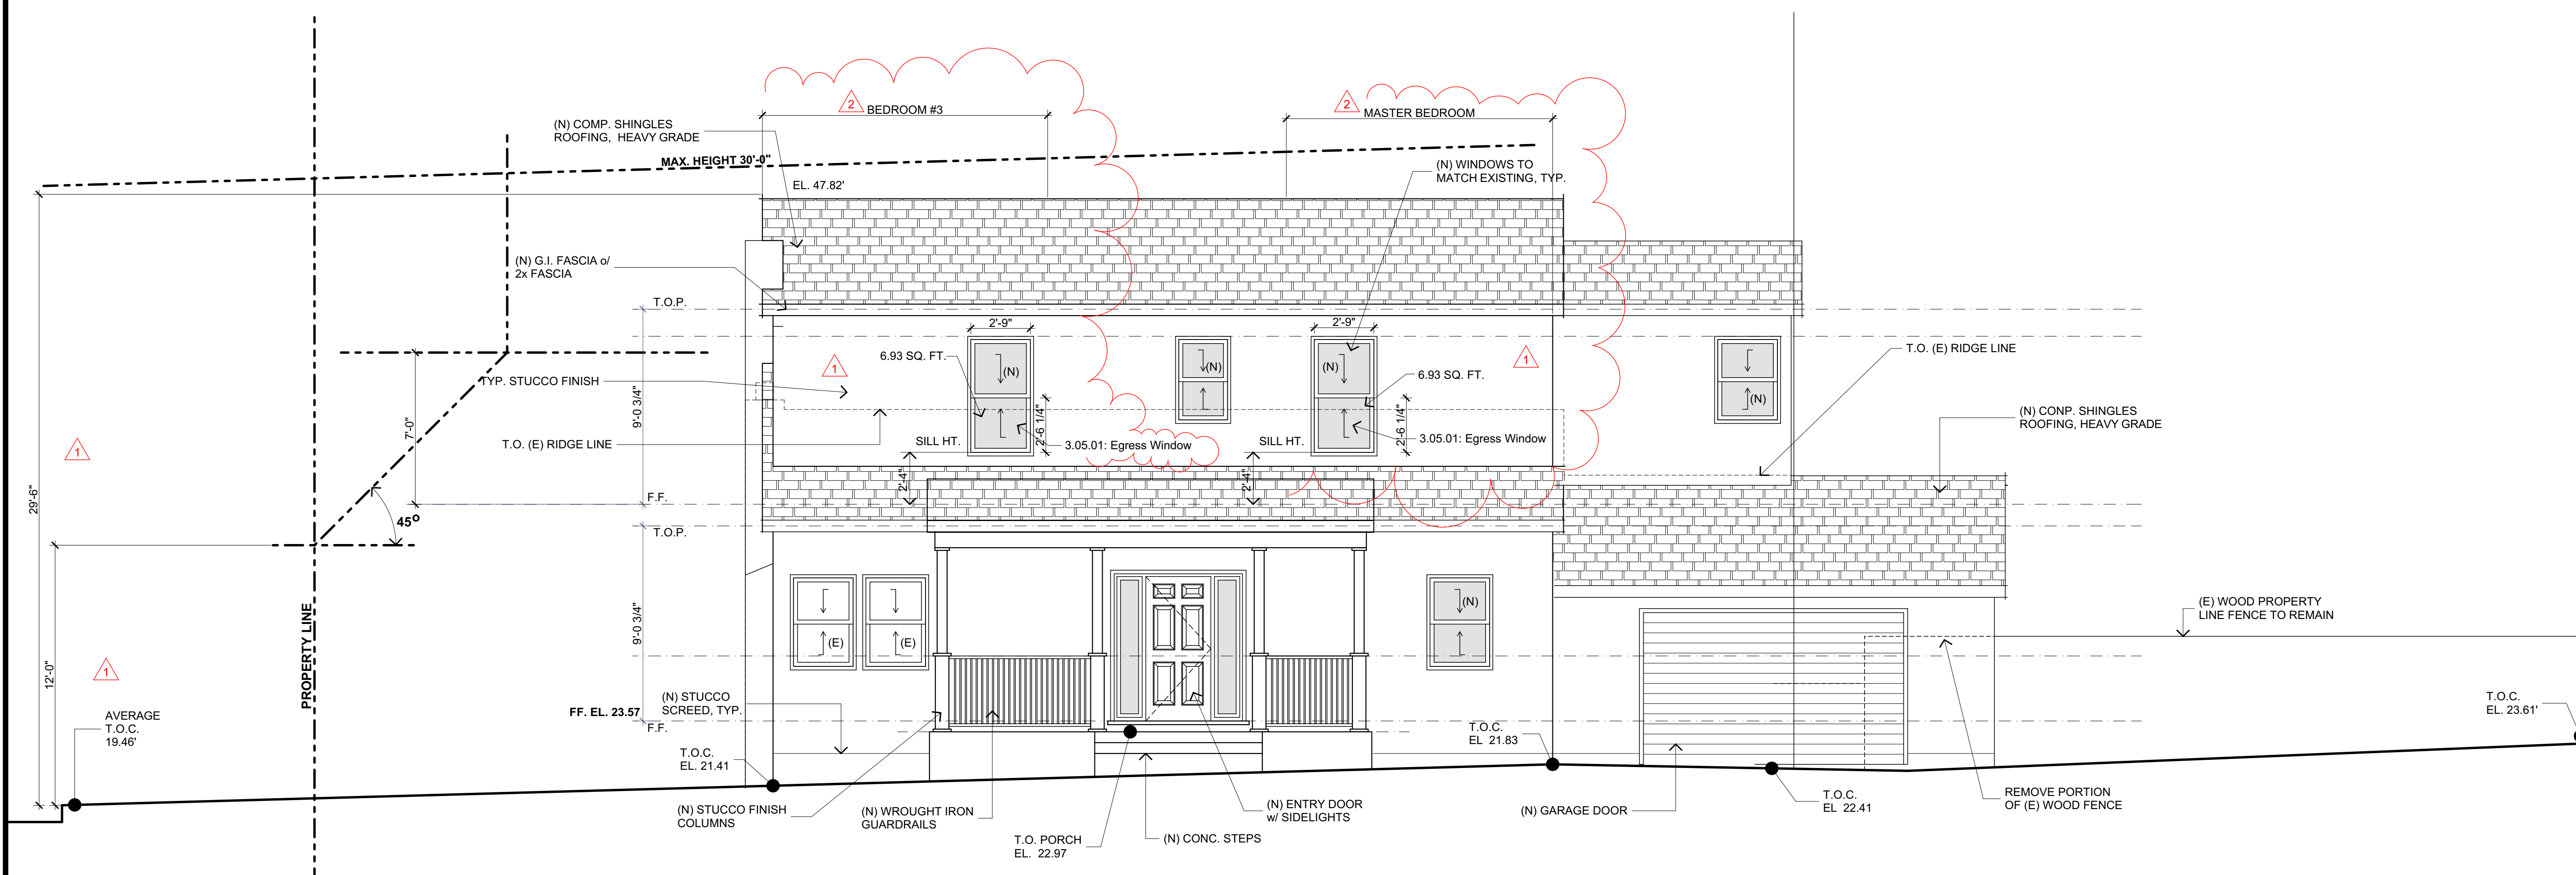 2
BEDROOM #3
2
MASTER BEDROOM
(N) COMP. SHINGLES
ROOFING, HEAVY GRADE
MAX. HEIGHT 30'-0"
EL. 47.82'
(N) WINDOWS TO
MATCH EXISTING, TYP.
(N) G.I. FASCIA o/
2x FASCIA
T.O.P.
2'-9"
2'-9"
6.93 SQ. FT.
(N)
(N)
(N)
1
1
6.93 SQ. FT.
T.O. (E) RIDGE LINE
TYP. STUCCO FINISH
9'-0 3/4"
7'-0"
(N)
(N) CONP. SHINGLES
ROOFING, HEAVY GRADE
T.O. (E) RIDGE LINE
SILL HT.
2'-6 1/4"
3.05.01: Egress Window
SILL HT.
2'-6 1/4"
3.05.01: Egress Window
1
2'-4"
2'-4"
29'-6"
F.F.
45°
T.O.P.
PROPERTY LINE
9'-0 3/4"
(N)
(E)
(E)
(E) WOOD PROPERTY
LINE FENCE TO REMAIN
12'-0"
1
(N) STUCCO
SCREED, TYP.
FF. EL. 23.57
F.F.
AVERAGE
T.O.C.
19.46'
T.O.C.
EL. 21.41
T.O.C.
EL 21.83
T.O.C.
EL. 23.61'
(N) STUCCO FINISH
COLUMNS
(N) WROUGHT IRON
GUARDRAILS
T.O. PORCH
EL. 22.97
(N) CONC. STEPS
(N) ENTRY DOOR
w/ SIDELIGHTS
(N) GARAGE DOOR
T.O.C.
EL 22.41
REMOVE PORTION
OF (E) WOOD FENCE